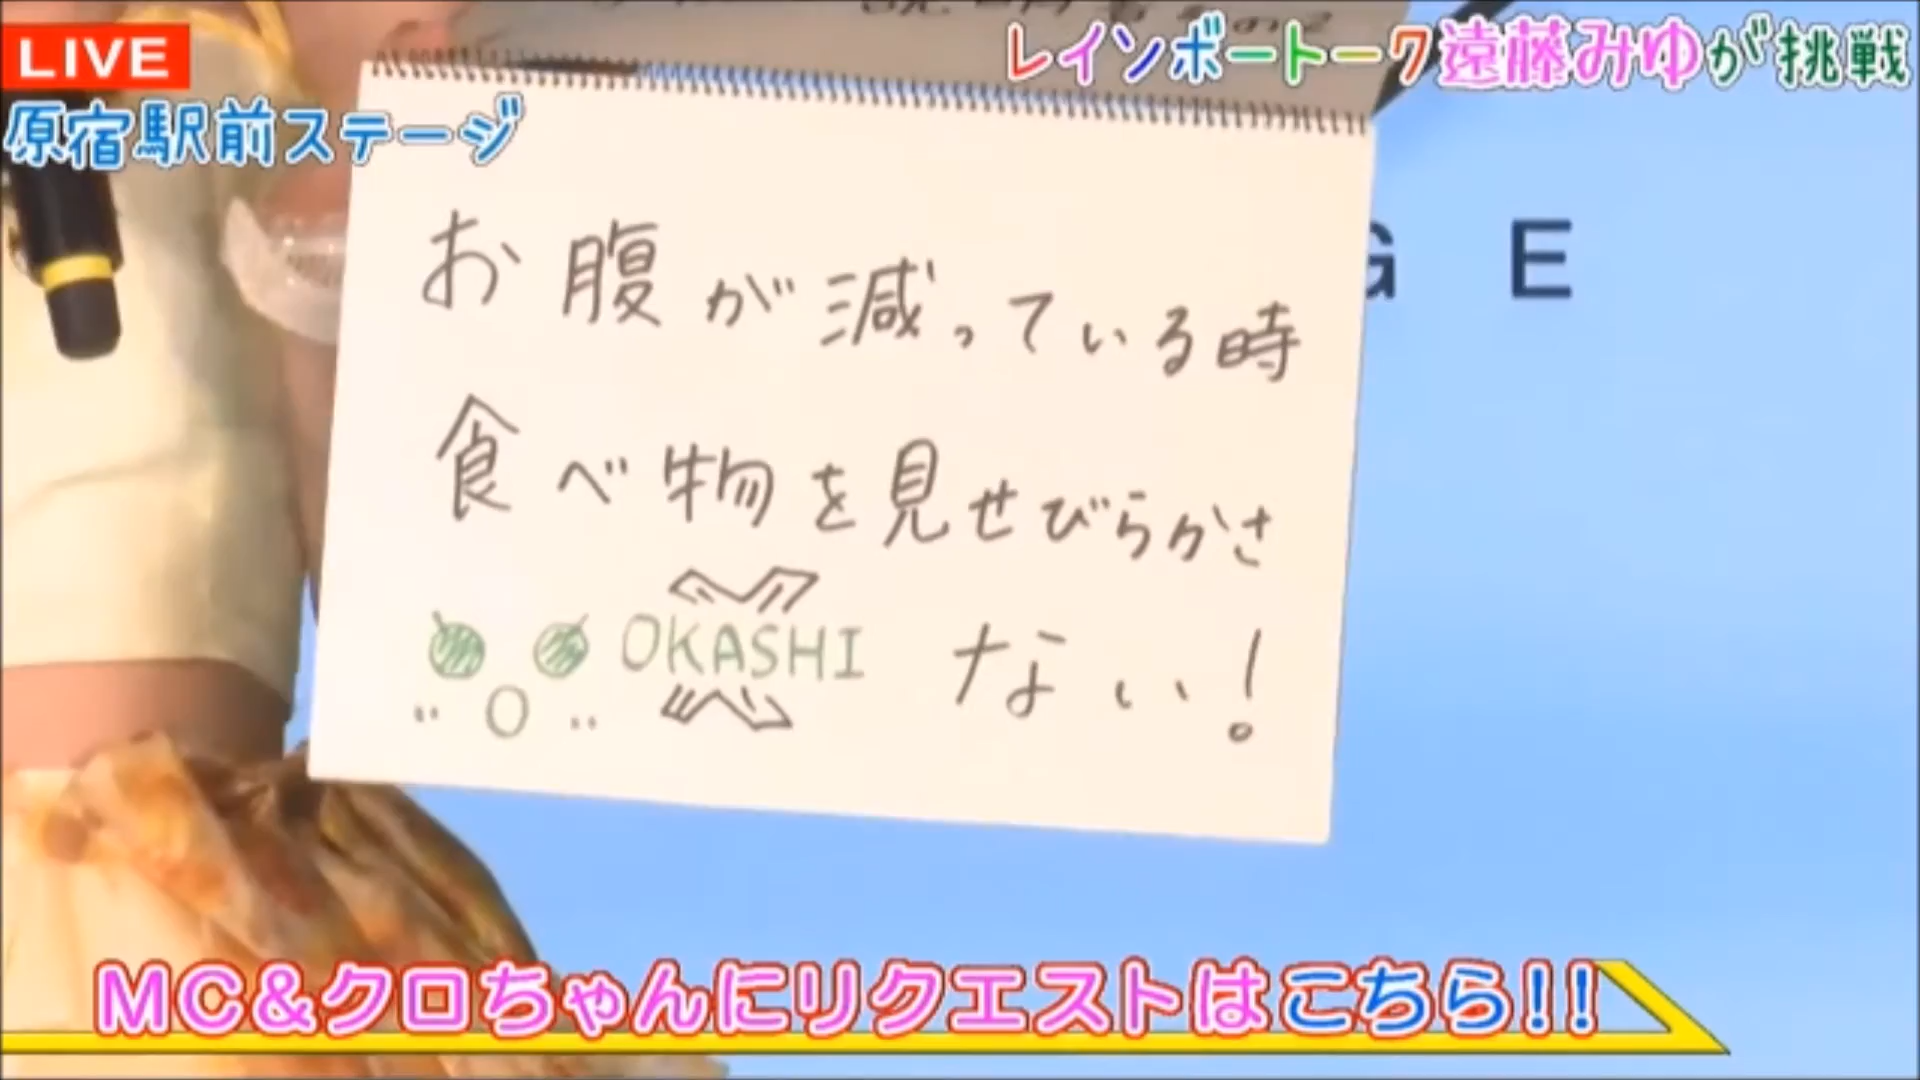 LIVE
原宿駅前ステージ
レインボートーク遠藤みゆが挑戦
お腹が減っている時
食べ物を見せびらかさ
ない!
OKASHI
G E
MC&クロちゃんにリクエストはこちら!!